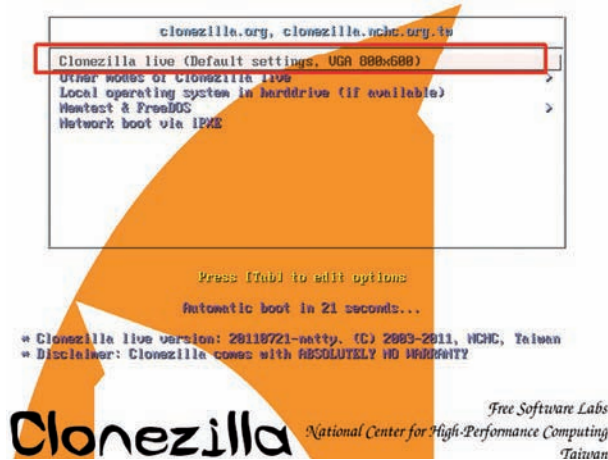 clonezilla.org, clonezilla.nchc.org.tw
Clonezilla live (Default settings, VGA 800x600)
Other modes of Clonezilla live >
Local operating system in harddrive (if available)
Memtest & FreeDOS >
Network boot via iPXE
Press [Tab] to edit options
Automatic boot in 21 seconds...
* Clonezilla live version: 20110721-natty. (C) 2003-2011, NCHC, Taiwan
* Disclaimer: Clonezilla comes with ABSOLUTELY NO WARRANTY
Clonezilla
Free Software Labs
National Center for High-Performance Computing
Taiwan